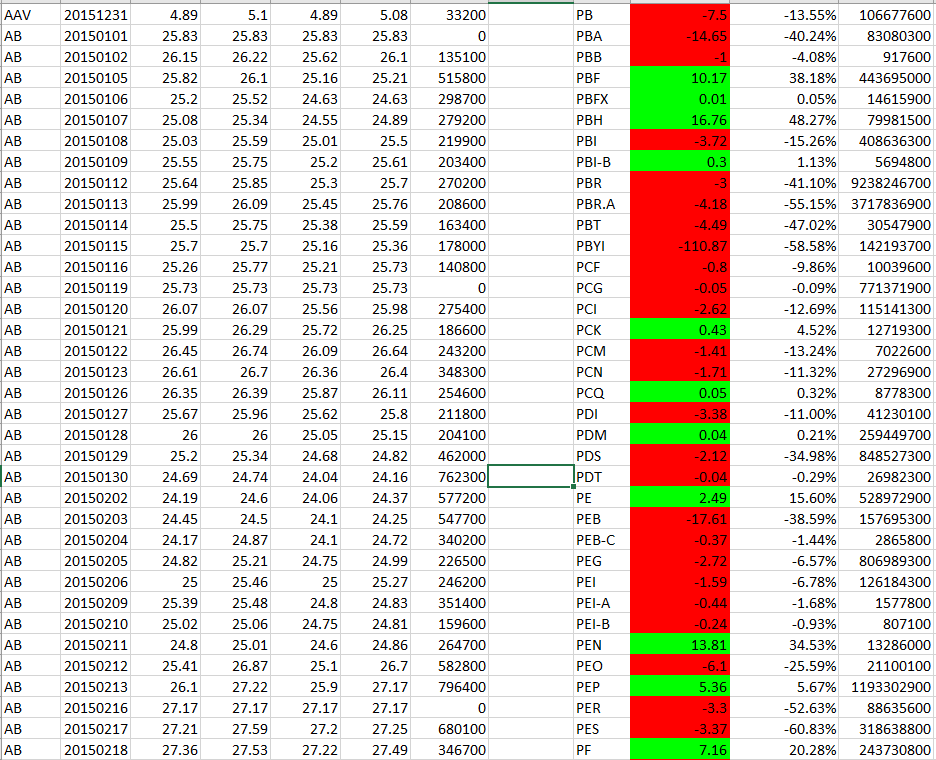 AAV 20151231 4.89 5.1 4.89 5.08 33200 PB -7.5 -13.55% 106677600
AB 20150101 25.83 25.83 25.83 25.83 0 PBA -14.65 -40.24% 83080300
AB 20150102 26.15 26.22 25.62 26.1 135100 PBB -1 -4.08% 917600
AB 20150105 25.82 26.1 25.16 25.21 515800 PBF 10.17 38.18% 443695000
AB 20150106 25.2 25.52 24.63 24.63 298700 PBFX 0.01 0.05% 14615900
AB 20150107 25.08 25.34 24.55 24.89 279200 PBH 16.76 48.27% 79981500
AB 20150108 25.03 25.59 25.01 25.5 219900 PBI -3.72 -15.26% 408636300
AB 20150109 25.55 25.75 25.2 25.61 203400 PBI-B 0.3 1.13% 5694800
AB 20150112 25.64 25.85 25.3 25.7 270200 PBR -3 -41.10% 9238246700
AB 20150113 25.99 26.09 25.45 25.76 208600 PBR.A -4.18 -55.15% 3717836900
AB 20150114 25.5 25.75 25.38 25.59 163400 PBT -4.49 -47.02% 30547900
AB 20150115 25.7 25.7 25.16 25.36 178000 PBYI -110.87 -58.58% 142193700
AB 20150116 25.26 25.77 25.21 25.73 140800 PCF -0.8 -9.86% 10039600
AB 20150119 25.73 25.73 25.73 25.73 0 PCG -0.05 -0.09% 771371900
AB 20150120 26.07 26.07 25.56 25.98 275400 PCI -2.62 -12.69% 115141300
AB 20150121 25.99 26.29 25.72 26.25 186600 PCK 0.43 4.52% 12719300
AB 20150122 26.45 26.74 26.09 26.64 243200 PCM -1.41 -13.24% 7022600
AB 20150123 26.61 26.7 26.36 26.4 348300 PCN -1.71 -11.32% 27296900
AB 20150126 26.35 26.39 25.87 26.11 254600 PCQ 0.05 0.32% 8778300
AB 20150127 25.67 25.96 25.62 25.8 211800 PDI -3.38 -11.00% 41230100
AB 20150128 26 26 25.05 25.15 204100 PDM 0.04 0.21% 259449700
AB 20150129 25.2 25.34 24.68 24.82 462000 PDS -2.12 -34.98% 848527300
AB 20150130 24.69 24.74 24.04 24.16 762300 PDT -0.04 -0.29% 26982300
AB 20150202 24.19 24.6 24.06 24.37 577200 PE 2.49 15.60% 528972900
AB 20150203 24.45 24.5 24.1 24.25 547700 PEB -17.61 -38.59% 157695300
AB 20150204 24.17 24.87 24.1 24.72 340200 PEB-C -0.37 -1.44% 2865800
AB 20150205 24.82 25.21 24.75 24.99 226500 PEG -2.72 -6.57% 806989300
AB 20150206 25 25.46 25 25.27 246200 PEI -1.59 -6.78% 126184300
AB 20150209 25.39 25.48 24.8 24.83 351400 PEI-A -0.44 -1.68% 1577800
AB 20150210 25.02 25.06 24.75 24.81 159600 PEI-B -0.24 -0.93% 807100
AB 20150211 24.8 25.01 24.6 24.86 264700 PEN 13.81 34.53% 13286000
AB 20150212 25.41 26.87 25.1 26.7 582800 PEO -6.1 -25.59% 21100100
AB 20150213 26.1 27.22 25.9 27.17 796400 PEP 5.36 5.67% 1193302900
AB 20150216 27.17 27.17 27.17 27.17 0 PER -3.3 -52.63% 88635600
AB 20150217 27.21 27.59 27.2 27.25 680100 PES -3.37 -60.83% 318638800
AB 20150218 27.36 27.53 27.22 27.49 346700 PF 7.16 20.28% 243730800